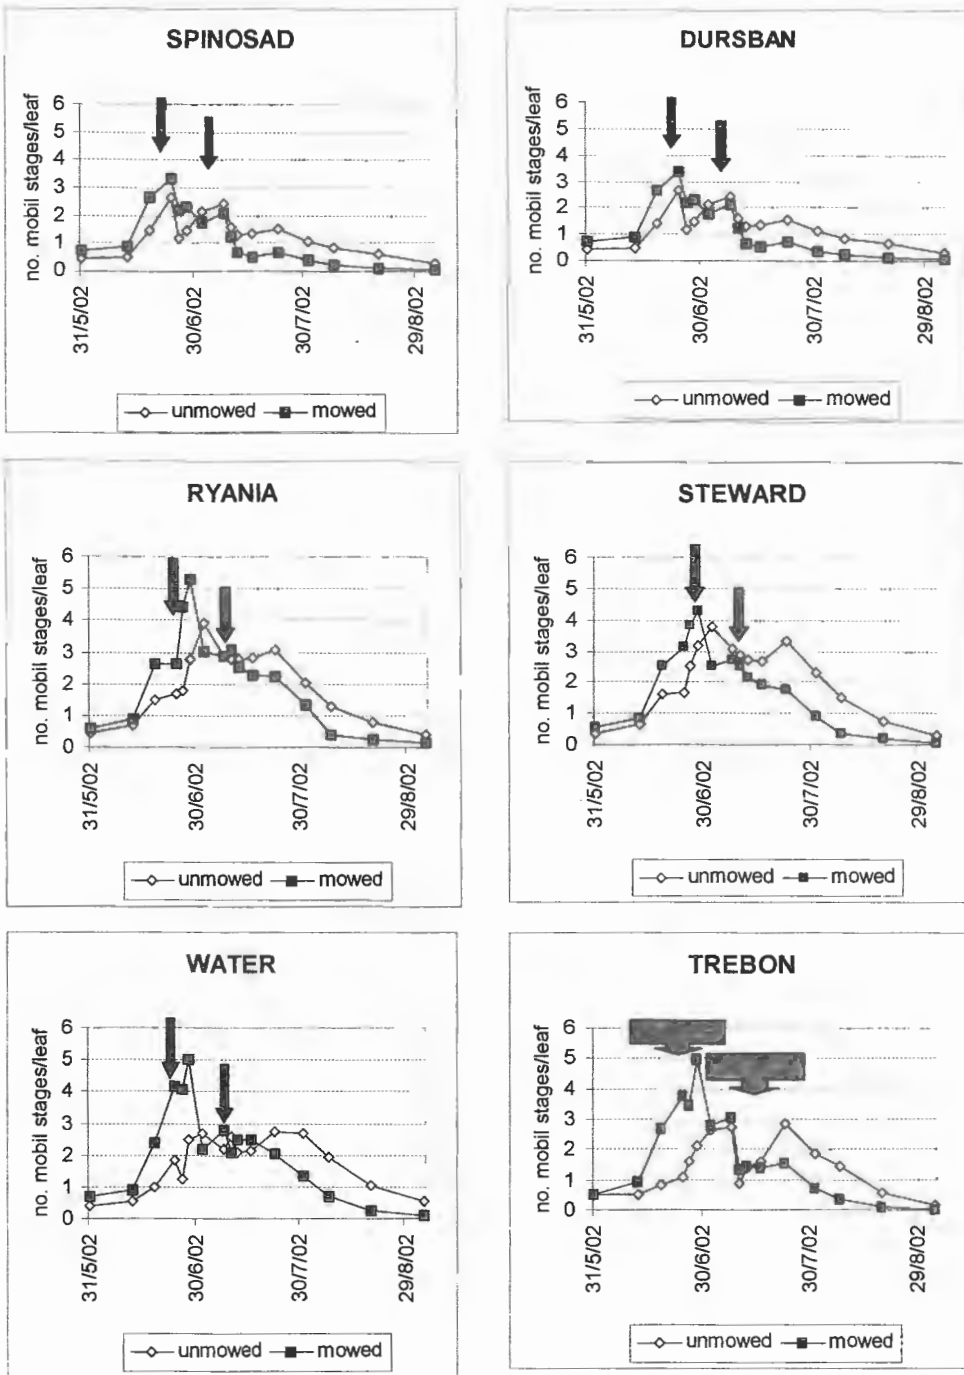 SPINOSAD
no. mobil stages/leaf
6
5
4
3
2
1
0
31/5/02
30/6/02
30/7/02
29/8/02
unmowed
mowed
DURSBAN
no. mobil stages/leaf
6
5
4
3
2
1
0
31/5/02
30/6/02
30/7/02
29/8/02
unmowed
mowed
RYANIA
no. mobil stages/leaf
6
5
4
3
2
1
0
31/5/02
30/6/02
30/7/02
29/8/02
unmowed
mowed
STEWARD
no. mobil stages/leaf
6
5
4
3
2
1
0
31/5/02
30/6/02
30/7/02
29/8/02
unmowed
mowed
WATER
no. mobil stages/leaf
6
5
4
3
2
1
0
31/5/02
30/6/02
30/7/02
29/8/02
unmowed
mowed
TREBON
no. mobil stages/leaf
6
5
4
3
2
1
0
31/5/02
30/6/02
30/7/02
29/8/02
unmowed
mowed